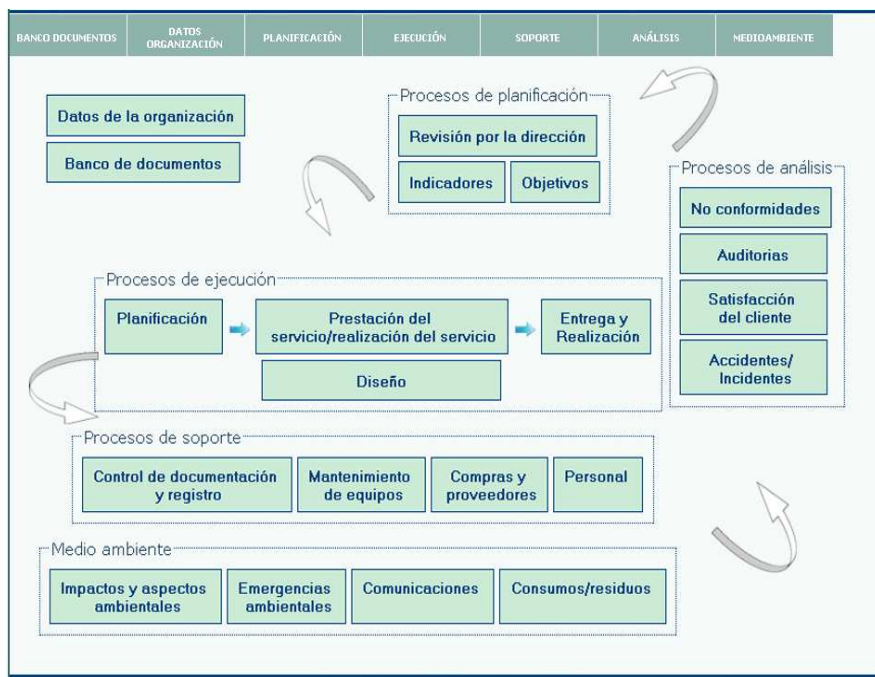 BANCO DOCUMENTOS
DATOS
ORGANIZACIÓN
PLANIFICACIÓN
EJECUCIÓN
SOPORTE
ANÁLISIS
MEDIOAMBIENTE
Datos de la organización
Banco de documentos
Procesos de planificación
Revisión por la dirección
Indicadores
Objetivos
Procesos de análisis
No conformidades
Auditorias
Satisfacción
del cliente
Accidentes/
Incidentes
Procesos de ejecución
Planificación
Prestación del
servicio/realización del servicio
Entrega y
Realización
Diseño
Procesos de soporte
Control de documentación
y registro
Mantenimiento
de equipos
Compras y
proveedores
Personal
Medio ambiente
Impactos y aspectos
ambientales
Emergencias
ambientales
Comunicaciones
Consumos/residuos